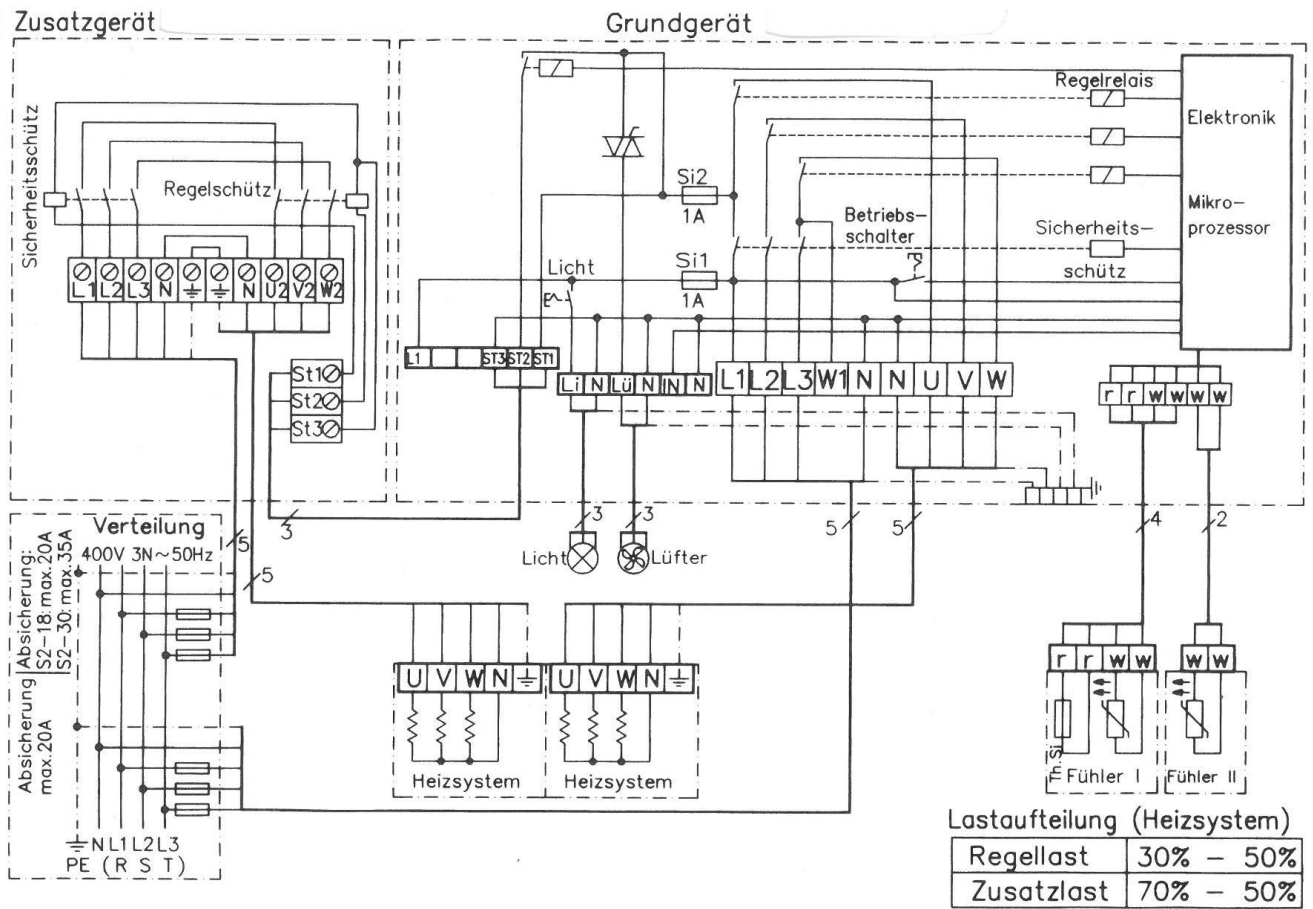 Zusatzgerät
Grundgerät
Regelrelais
Elektronik
Mikro-
prozessor
Sicherheitsschütz
Regelschütz
Si2
1A
Betriebs-
schalter
Sicherheits-
schütz
Licht
Si1
1A
L1 L2 L3 N N U2 V2 W2
L1 ST3 ST2 ST1
Li N Lü N IN N
L1 L2 L3 W1 N N U V W
r r w w w w
St1
St2
St3
3
3
3
5
5
4
2
Licht
Lüfter
Verteilung
400V 3N~50Hz
5
5
Absicherung:
S2-18: max.20A
S2-30: max.35A
Absicherung
max.20A
N L1 L2 L3
PE (R S T)
U V W N
U V W N
Heizsystem
Heizsystem
r r w w
w w
Th.Si
Fühler I
Fühler II
Lastaufteilung (Heizsystem)
Regellast 30% - 50%
Zusatzlast 70% - 50%